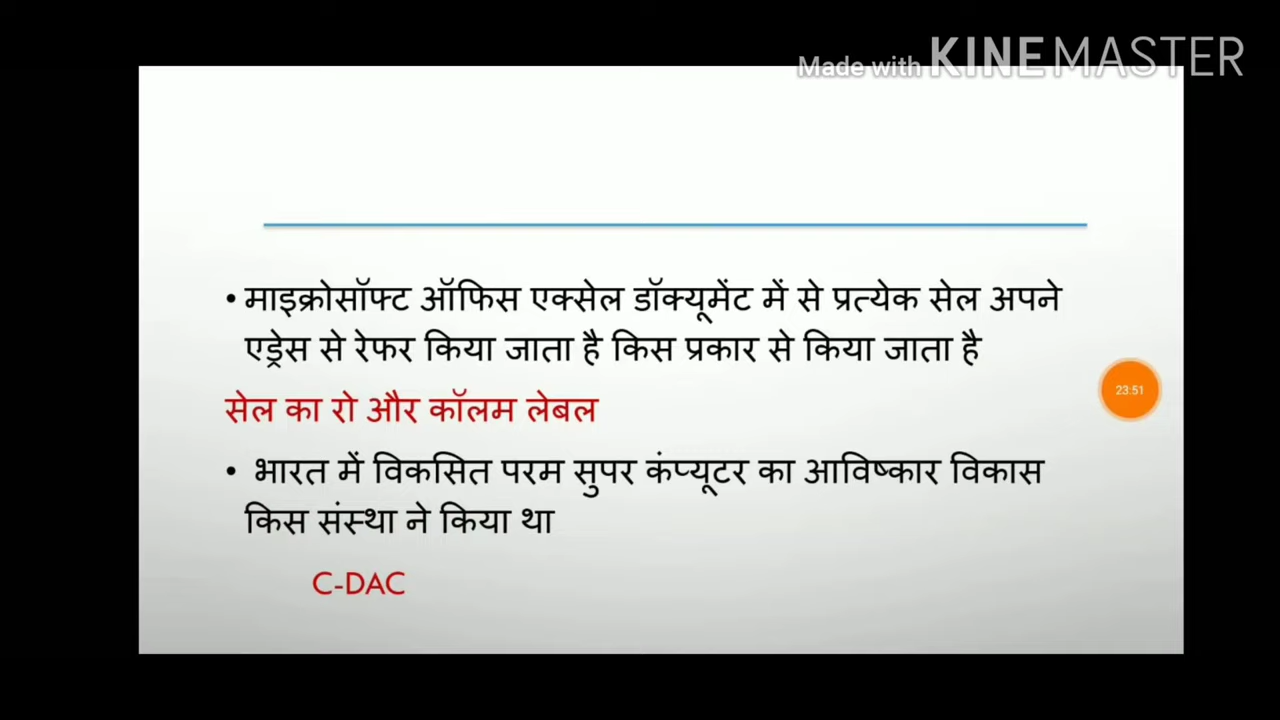 Made with KINEMASTER
• माइक्रोसॉफ्ट ऑफिस एक्सेल डॉक्यूमेंट में से प्रत्येक सेल अपने
एड्रेस से रेफर किया जाता है किस प्रकार से किया जाता है
23:51
सेल का रो और कॉलम लेबल
• भारत में विकसित परम सुपर कंप्यूटर का आविष्कार विकास
किस संस्था ने किया था
C-DAC